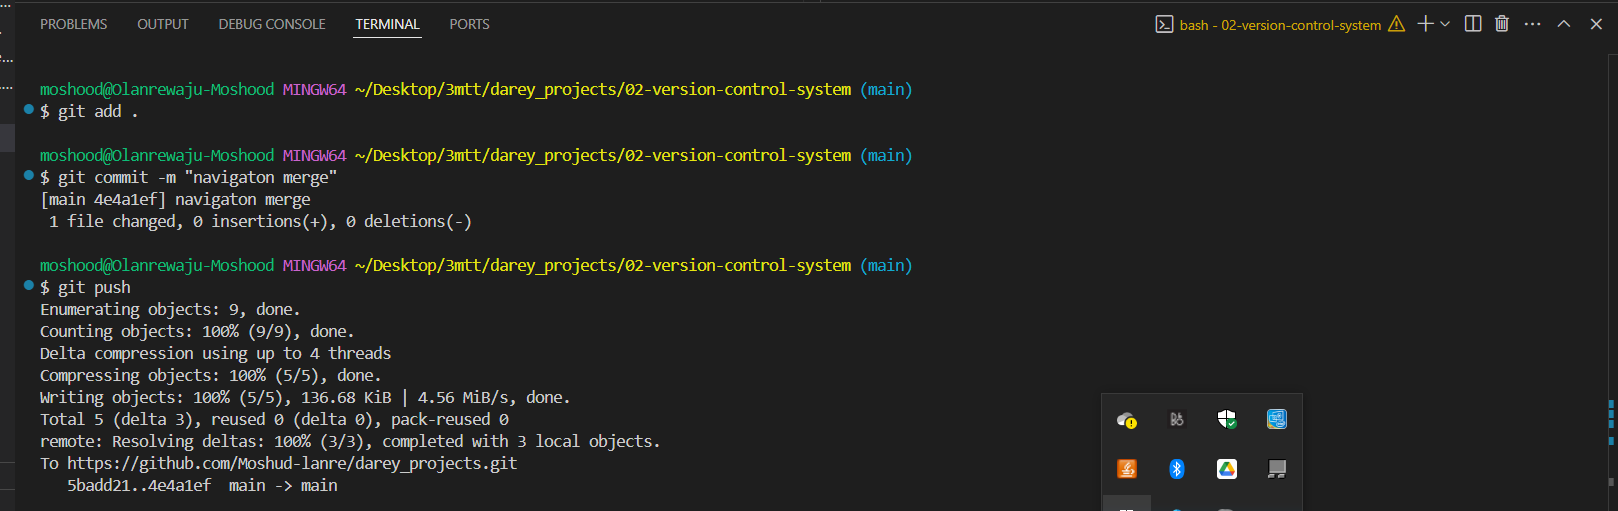 PROBLEMS OUTPUT DEBUG CONSOLE TERMINAL PORTS bash - 02-version-control-system
moshood@Olanrewaju-Moshood MINGW64 ~/Desktop/3mtt/darey_projects/02-version-control-system (main)
$ git add .
moshood@Olanrewaju-Moshood MINGW64 ~/Desktop/3mtt/darey_projects/02-version-control-system (main)
$ git commit -m "navigaton merge"
[main 4e4a1ef] navigaton merge
 1 file changed, 0 insertions(+), 0 deletions(-)
moshood@Olanrewaju-Moshood MINGW64 ~/Desktop/3mtt/darey_projects/02-version-control-system (main)
$ git push
Enumerating objects: 9, done.
Counting objects: 100% (9/9), done.
Delta compression using up to 4 threads
Compressing objects: 100% (5/5), done.
Writing objects: 100% (5/5), 136.68 KiB | 4.56 MiB/s, done.
Total 5 (delta 3), reused 0 (delta 0), pack-reused 0
remote: Resolving deltas: 100% (3/3), completed with 3 local objects.
To https://github.com/Moshud-lanre/darey_projects.git
   5badd21..4e4a1ef  main -> main